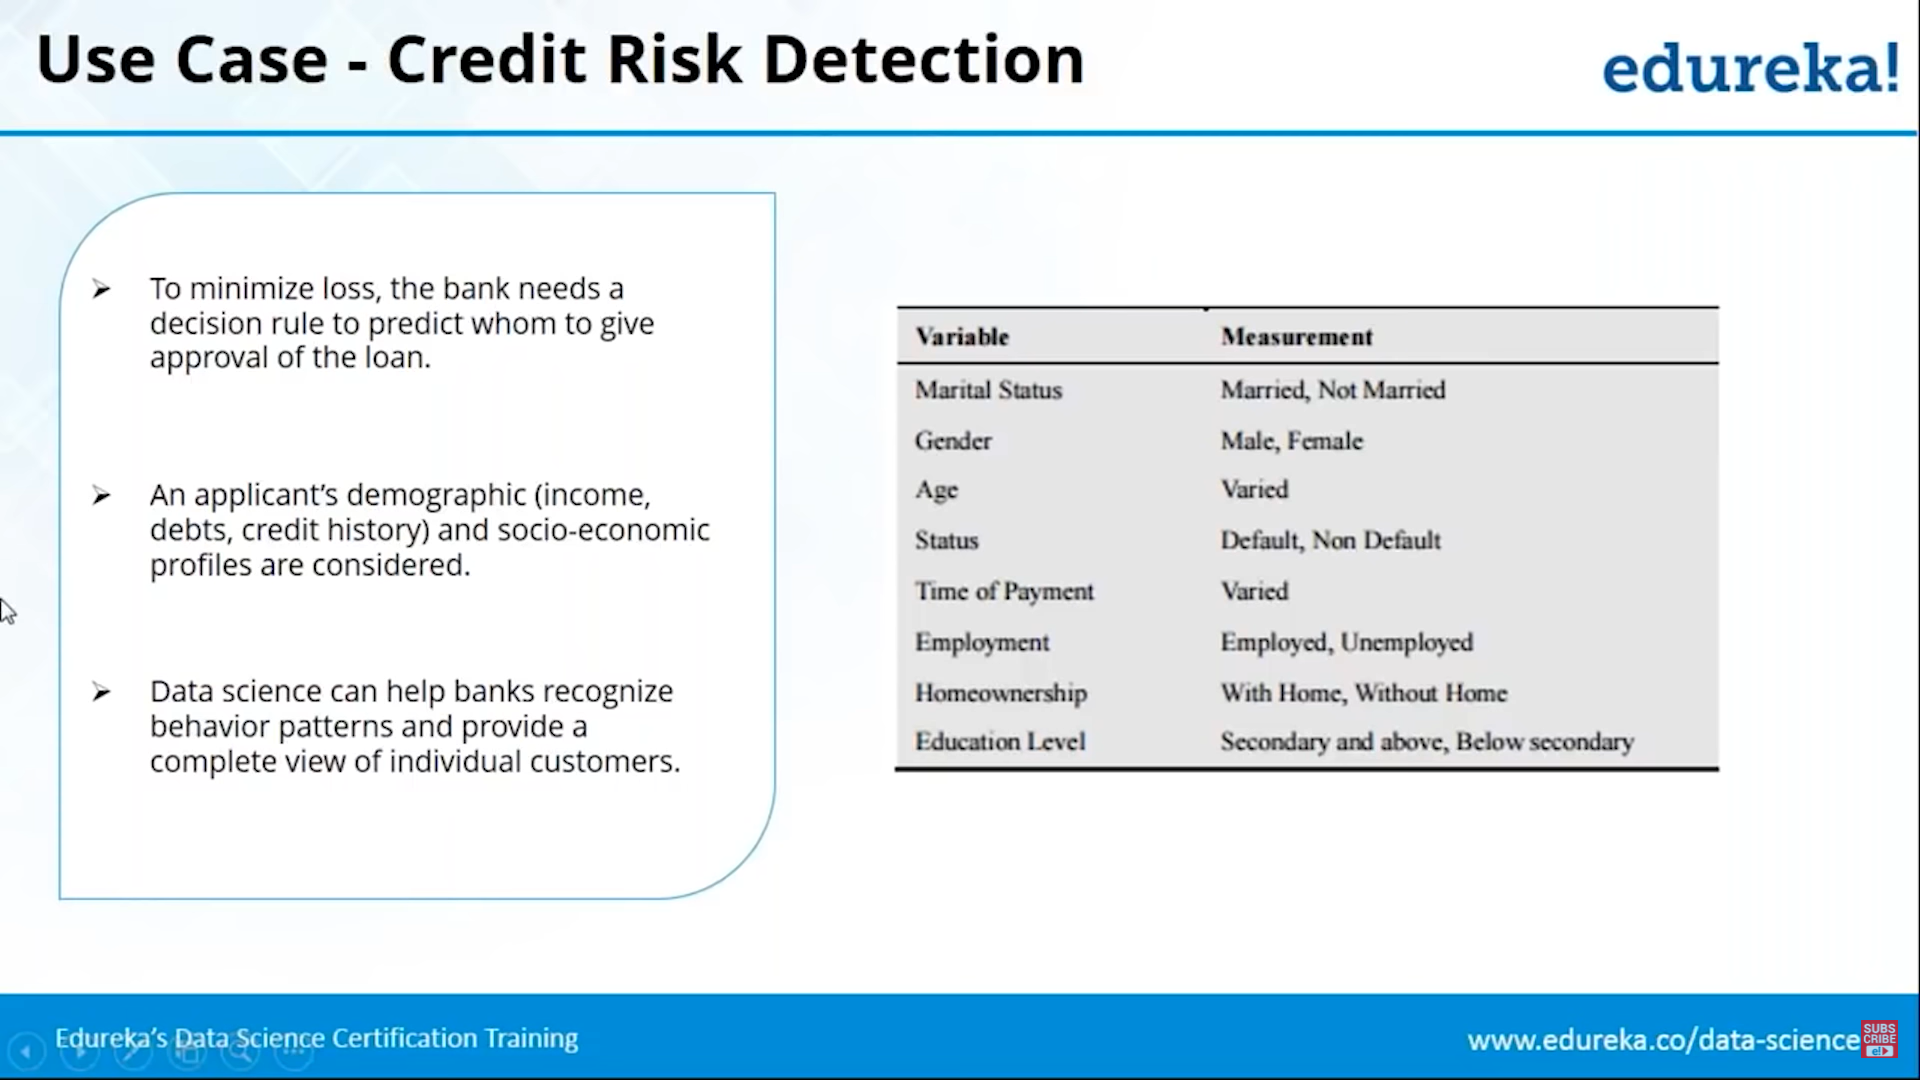 Use Case - Credit Risk Detection
edureka!
➢ To minimize loss, the bank needs a
decision rule to predict whom to give
approval of the loan.
➢ An applicant's demographic (income,
debts, credit history) and socio-economic
profiles are considered.
➢ Data science can help banks recognize
behavior patterns and provide a
complete view of individual customers.
Variable Measurement
Marital Status Married, Not Married
Gender Male, Female
Age Varied
Status Default, Non Default
Time of Payment Varied
Employment Employed, Unemployed
Homeownership With Home, Without Home
Education Level Secondary and above, Below secondary
Edureka's Data Science Certification Training
www.edureka.co/data-science
SUBS
CRIBE
e!